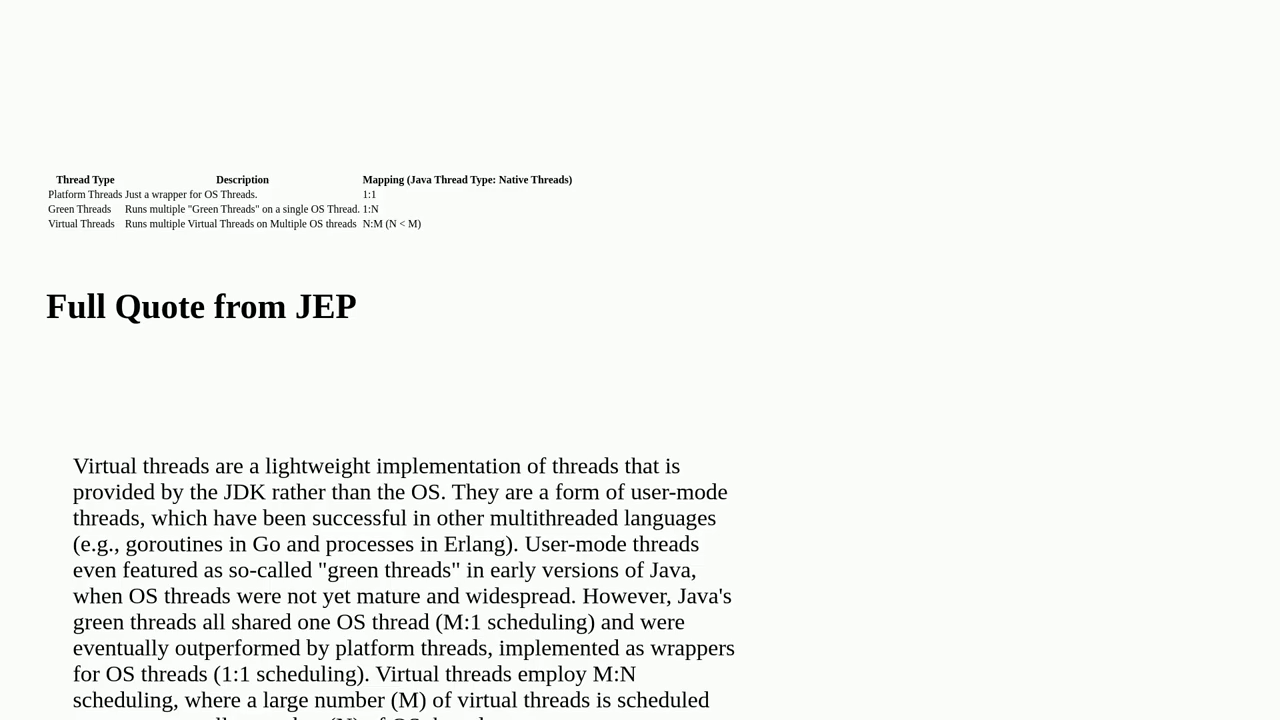 Thread Type Description Mapping (Java Thread Type: Native Threads)
Platform Threads Just a wrapper for OS Threads. 1:1
Green Threads Runs multiple "Green Threads" on a single OS Thread. 1:N
Virtual Threads Runs multiple Virtual Threads on Multiple OS threads N:M (N < M)
Full Quote from JEP
Virtual threads are a lightweight implementation of threads that is
provided by the JDK rather than the OS. They are a form of user-mode
threads, which have been successful in other multithreaded languages
(e.g., goroutines in Go and processes in Erlang). User-mode threads
even featured as so-called "green threads" in early versions of Java,
when OS threads were not yet mature and widespread. However, Java's
green threads all shared one OS thread (M:1 scheduling) and were
eventually outperformed by platform threads, implemented as wrappers
for OS threads (1:1 scheduling). Virtual threads employ M:N
scheduling, where a large number (M) of virtual threads is scheduled